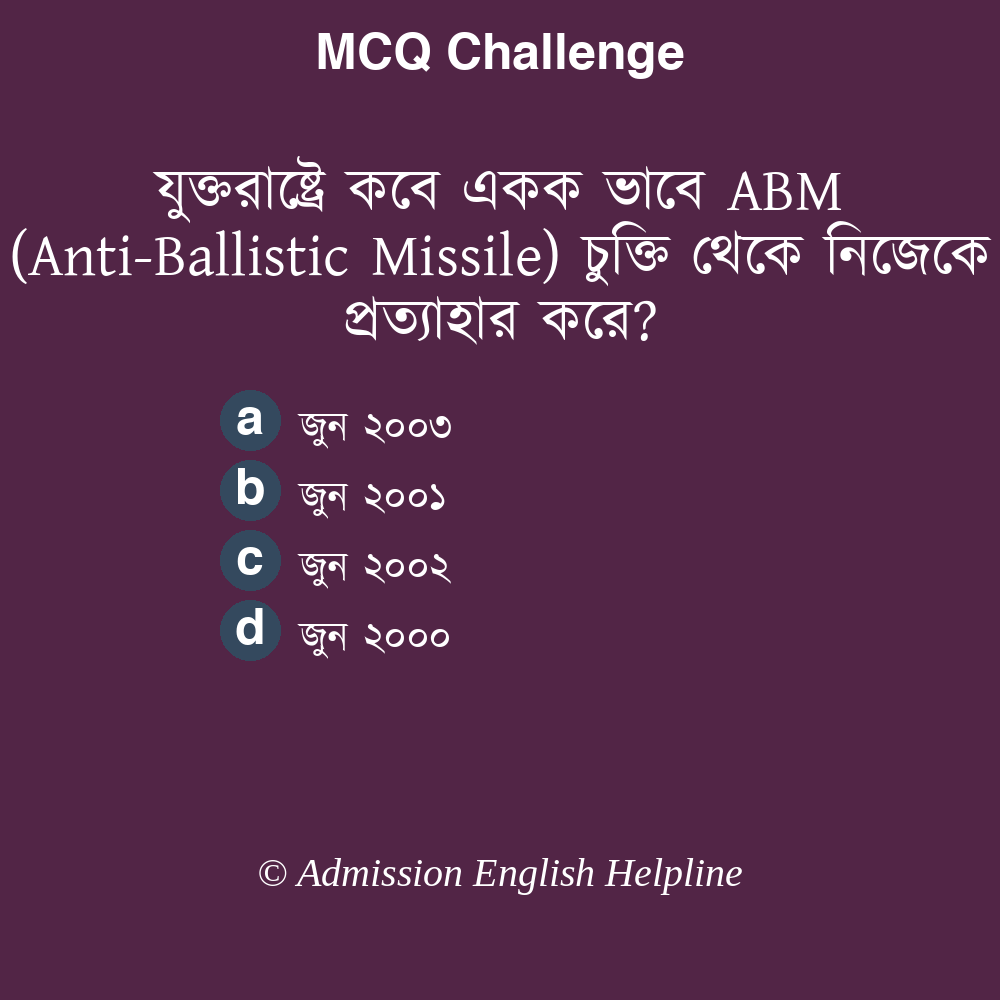 MCQ Challenge
যুক্তরাষ্ট্রে কবে একক ভাবে ABM
(Anti-Ballistic Missile) চুক্তি থেকে নিজেকে
প্রত্যাহার করে?
a জুন ২০০৩
b জুন ২০০১
c জুন ২০০২
d জুন ২০০০
© Admission English Helpline